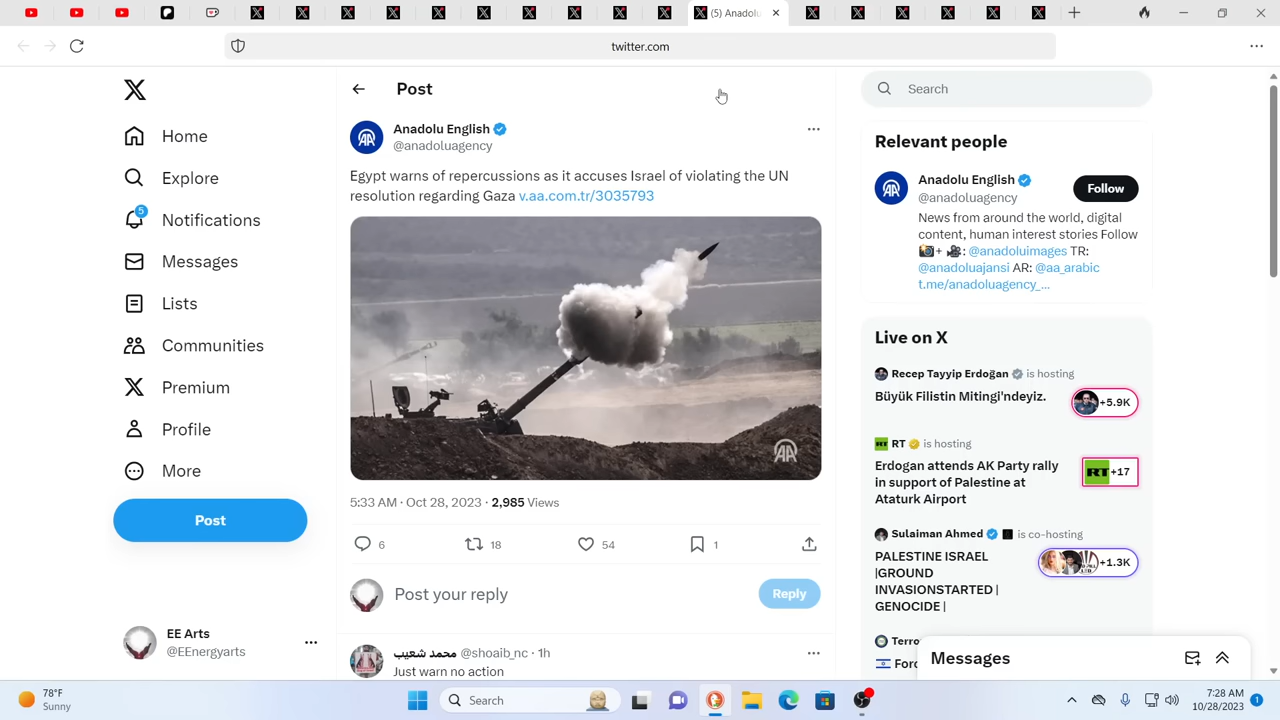 (5) Anadolu
twitter.com
Post
Search
Home
Explore
5
Notifications
Messages
Lists
Communities
Premium
Profile
More
Post
EE Arts
@EEnergyarts
Anadolu English
@anadoluagency
Egypt warns of repercussions as it accuses Israel of violating the UN
resolution regarding Gaza v.aa.com.tr/3035793
AA
5:33 AM · Oct 28, 2023 · 2,985 Views
6 18 54 1
Post your reply
Reply
محمد شعيب @shoaib_nc · 1h
Just warn no action
Relevant people
Anadolu English
@anadoluagency
Follow
News from around the world, digital
content, human interest stories Follow
📷+ 🎥: @anadoluimages TR:
@anadoluajansi AR: @aa_arabic
t.me/anadoluagency_...
Live on X
Recep Tayyip Erdoğan is hosting
Büyük Filistin Mitingi'ndeyiz.
+5.9K
RT is hosting
Erdogan attends AK Party rally
in support of Palestine at
Ataturk Airport
RT +17
Sulaiman Ahmed is co-hosting
PALESTINE ISRAEL
|GROUND
INVASIONSTARTED |
GENOCIDE |
+1.3K
Messages
78°F
Sunny
Search
7:28 AM
10/28/2023
1